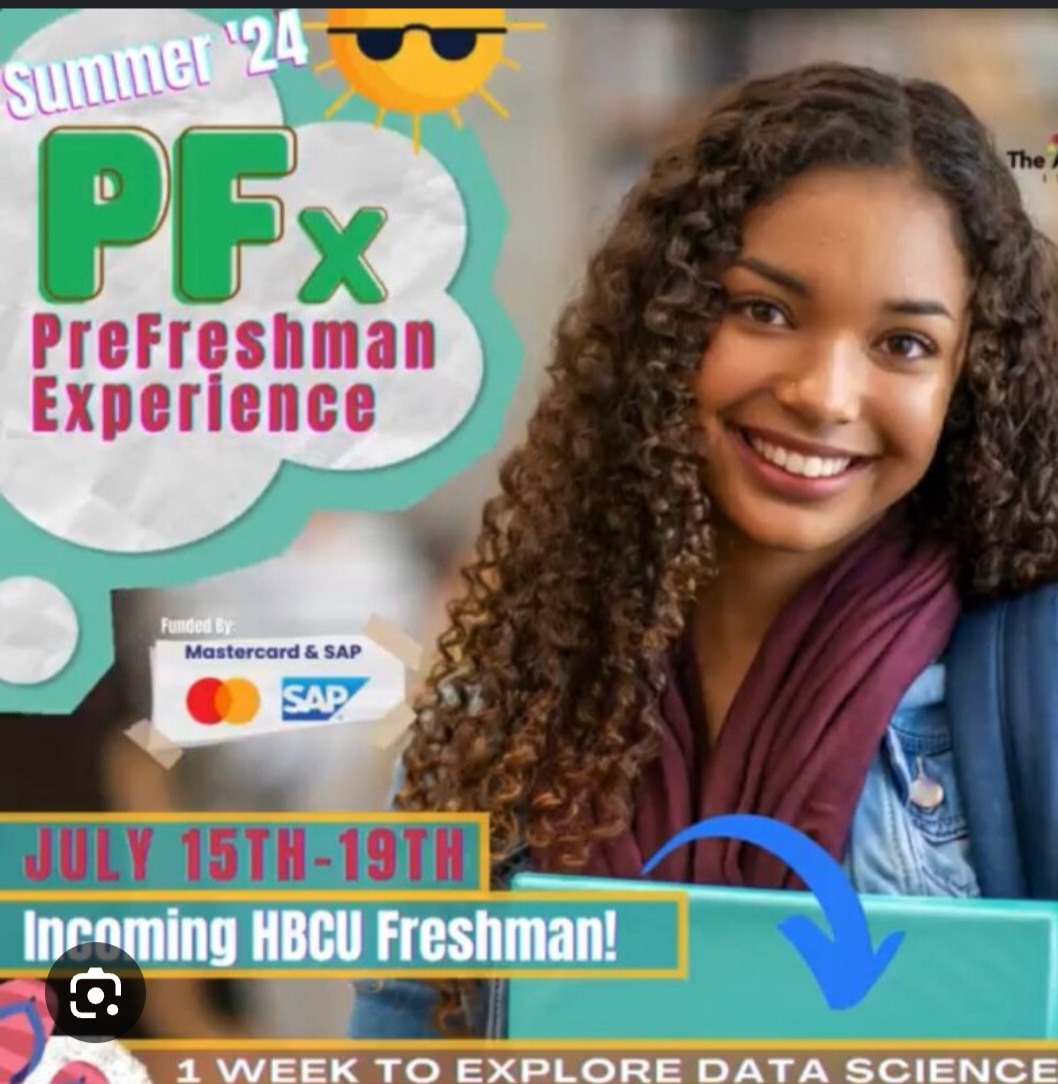 Summer '24
PFx
PreFreshman
Experience
The
Funded By:
Mastercard & SAP
SAP
JULY 15TH-19TH
Incoming HBCU Freshman!
1 WEEK TO EXPLORE DATA SCIENCE